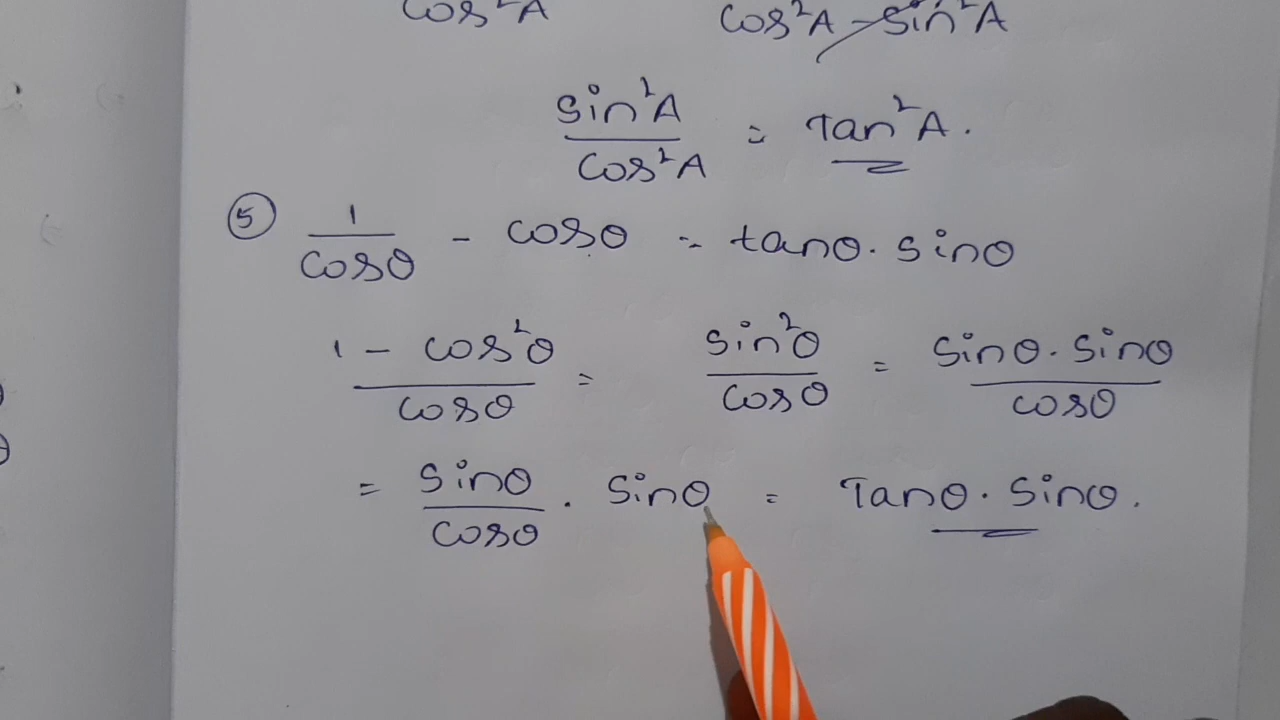 cos²A cos²A - sin²A
sin²A / cos²A = Tan²A.
⑤ 1 / cosθ - cosθ = tanθ. sinθ
1 - cos²θ / cosθ = sin²θ / cosθ = sinθ. sinθ / cosθ
= sinθ / cosθ . sinθ = Tanθ. sinθ.